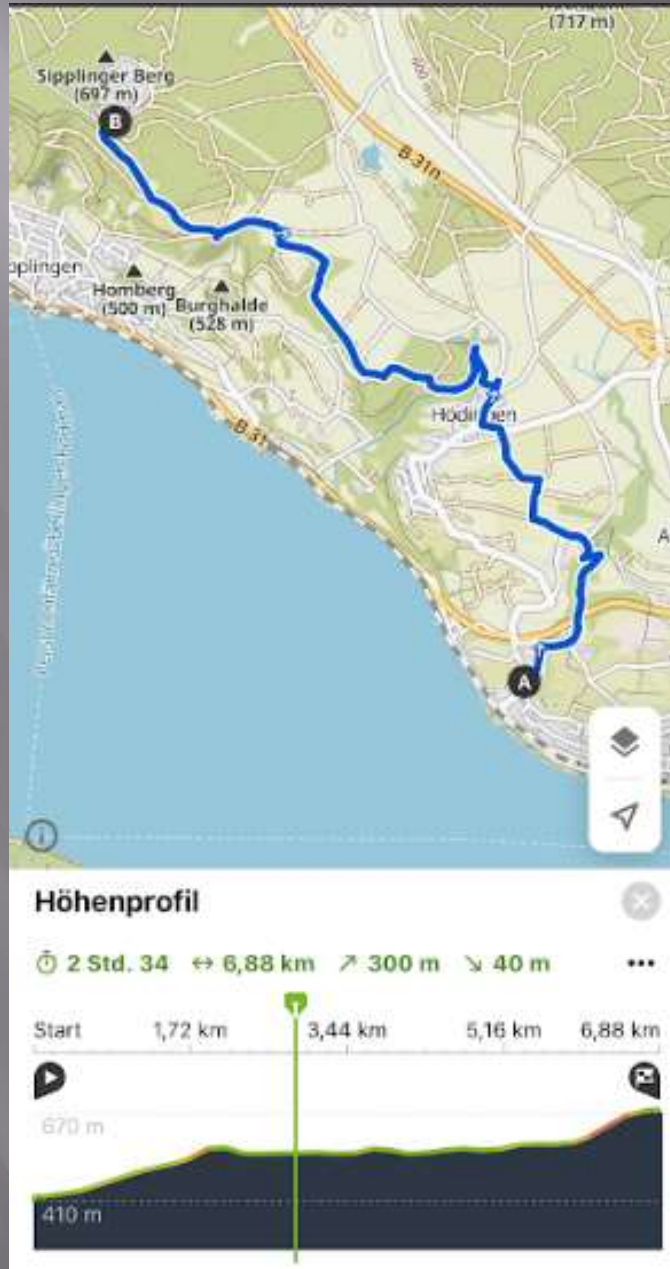 (717 m)
Sipplinger Berg
(697 m)
B
B 31n
pplingen
Homberg
(500 m)
Burghalde
(528 m)
B 31
A
A
Höhenprofil
2 Std. 34 ↔ 6,88 km ↗ 300 m ↘ 40 m
Start 1,72 km 3,44 km 5,16 km 6,88 km
670 m
410 m